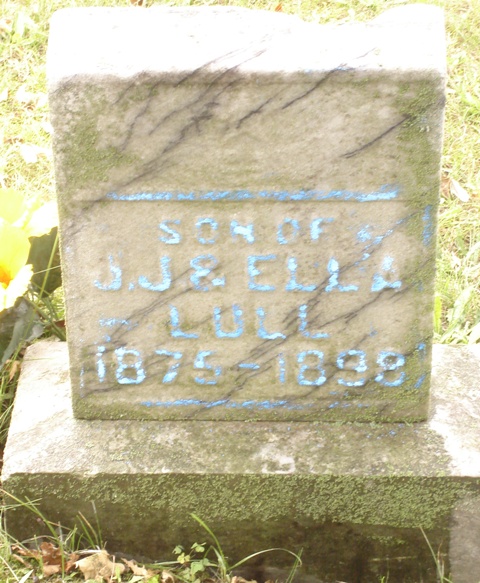 SON OF
J.J & ELLA
LULL
1875-1898